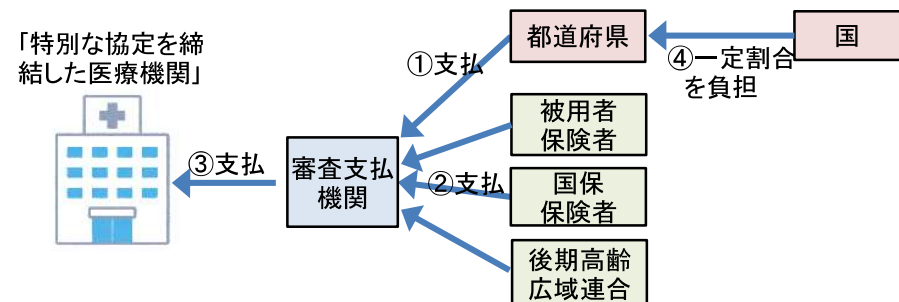 「特別な協定を締
結した医療機関」
都道府県
国
①支払
④一定割合
を負担
被用者
保険者
③支払
審査支払
機関
②支払
国保
保険者
後期高齢
広域連合